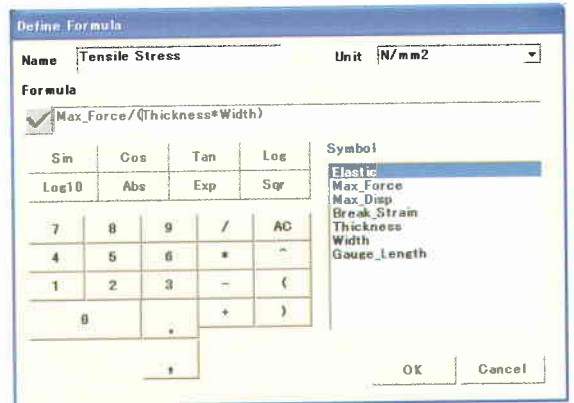 Define Formula
Name Tensile Stress Unit N/mm2
Formula
Max_Force/(Thickness*Width)
Sin Cos Tan Log
Log10 Abs Exp Sqr
Symbol
Elastic
Max_Force
Max_Disp
Break_Strain
Thickness
Width
Gauge_Length
7 8 9 / AC
4 5 6 * ^
1 2 3 - (
0 . + )
,
OK Cancel